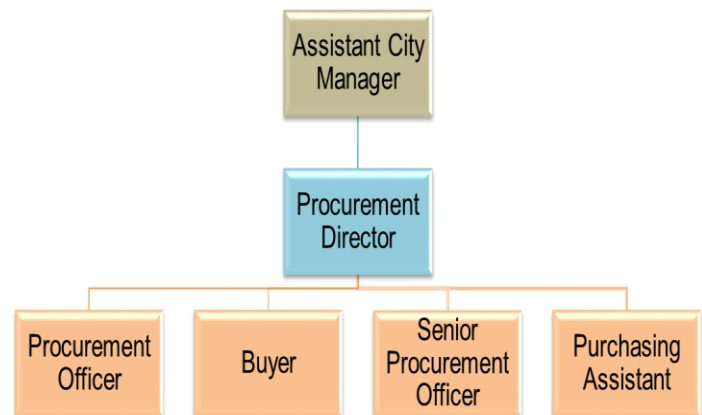 Assistant City
Manager
Procurement
Director
Procurement
Officer
Buyer
Senior
Procurement
Officer
Purchasing
Assistant